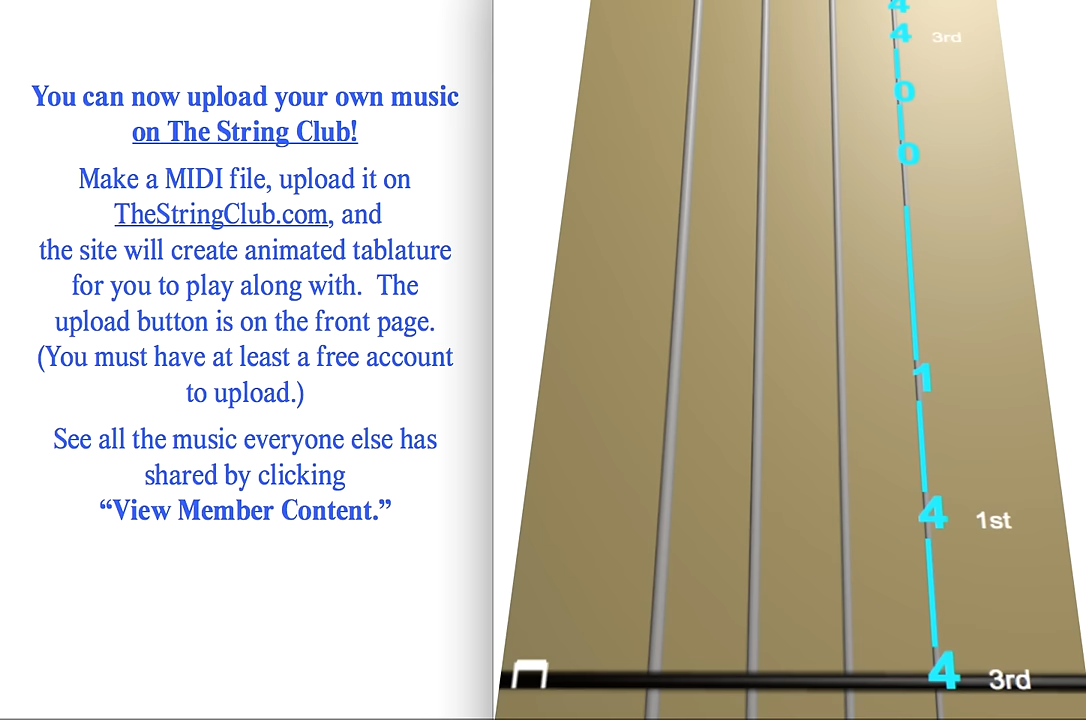 You can now upload your own music
on The String Club!
Make a MIDI file, upload it on
TheStringClub.com, and
the site will create animated tablature
for you to play along with. The
upload button is on the front page.
(You must have at least a free account
to upload.)
See all the music everyone else has
shared by clicking
“View Member Content.”
4
4 3rd
0
0
1
4 1st
4 3rd